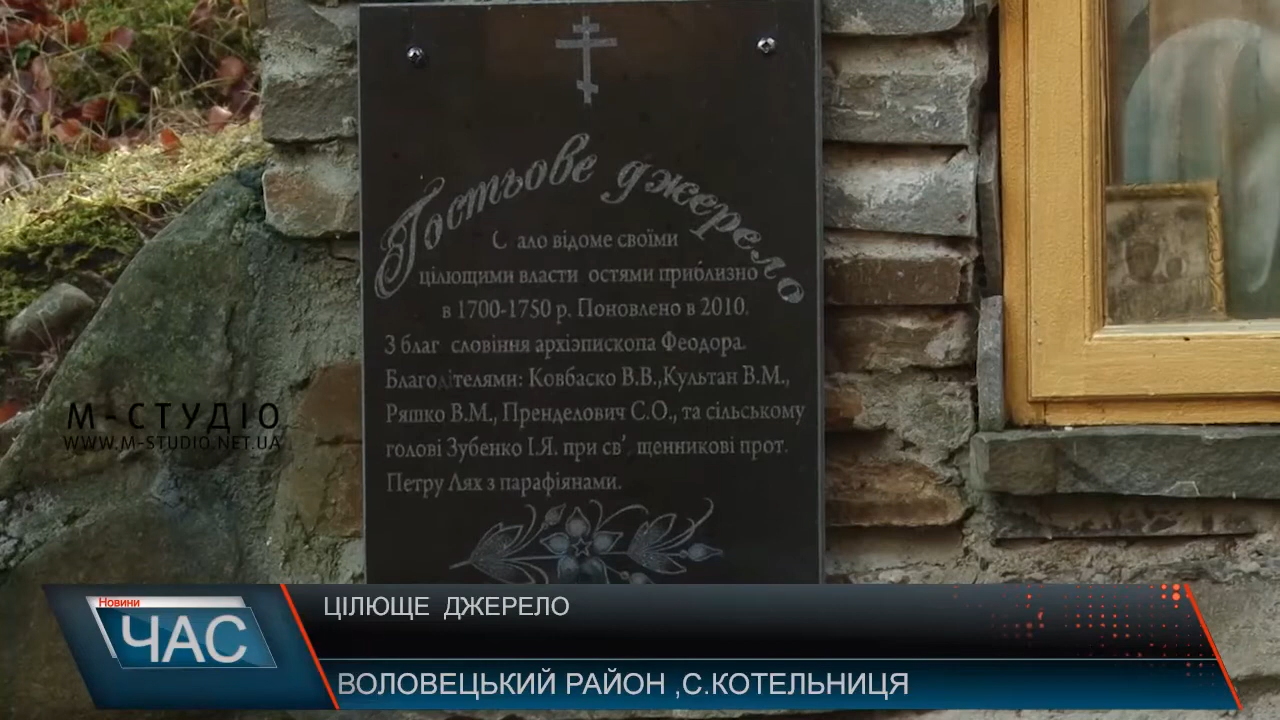 Гостьове джерело
С ало відоме своїми
цілющими власти остями приблизно
в 1700-1750 р. Поновлено в 2010.
З благ словіння архіэпископа Феодора.
Благодітелями: Ковбаско В.В.,Культан В.М.,
Ряшко В.М., Пренделович С.О., та сільському
голові Зубенко І.Я. при св' щенникові прот.
Петру Лях з парафіянами.
М-СТУДІО
WWW.M-STUDIO.NET.UA
Новини
ЧАС
ЦІЛЮЩЕ ДЖЕРЕЛО
ВОЛОВЕЦЬКИЙ РАЙОН ,С.КОТЕЛЬНИЦЯ